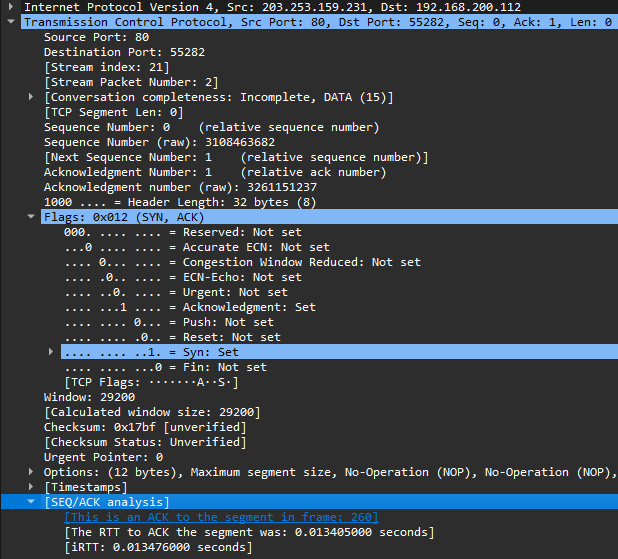 Internet Protocol Version 4, Src: 203.253.159.231, Dst: 192.168.200.112
Transmission Control Protocol, Src Port: 80, Dst Port: 55282, Seq: 0, Ack: 1, Len: 0
Source Port: 80
Destination Port: 55282
[Stream index: 21]
[Stream Packet Number: 2]
[Conversation completeness: Incomplete, DATA (15)]
[TCP Segment Len: 0]
Sequence Number: 0    (relative sequence number)
Sequence Number (raw): 3108463682
[Next Sequence Number: 1    (relative sequence number)]
Acknowledgment Number: 1    (relative ack number)
Acknowledgment number (raw): 3261151237
1000 .... = Header Length: 32 bytes (8)
Flags: 0x012 (SYN, ACK)
000. .... .... = Reserved: Not set
...0 .... .... = Accurate ECN: Not set
.... 0... .... = Congestion Window Reduced: Not set
.... .0.. .... = ECN-Echo: Not set
.... ..0. .... = Urgent: Not set
.... ...1 .... = Acknowledgment: Set
.... .... 0... = Push: Not set
.... .... .0.. = Reset: Not set
.... .... ..1. = Syn: Set
.... .... ...0 = Fin: Not set
[TCP Flags: ·······A··S·]
Window: 29200
[Calculated window size: 29200]
Checksum: 0x17bf [unverified]
[Checksum Status: Unverified]
Urgent Pointer: 0
Options: (12 bytes), Maximum segment size, No-Operation (NOP), No-Operation (NOP),
[Timestamps]
[SEQ/ACK analysis]
[This is an ACK to the segment in frame: 260]
[The RTT to ACK the segment was: 0.013405000 seconds]
[iRTT: 0.013476000 seconds]